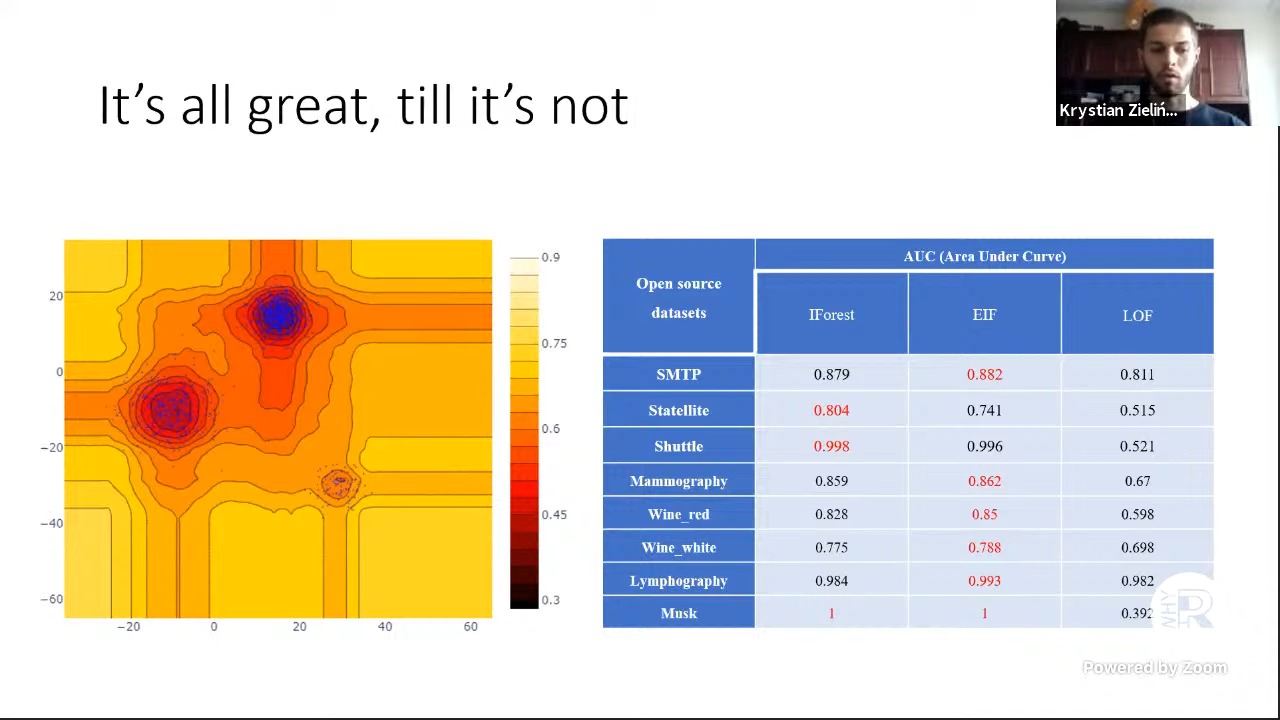 It's all great, till it's not
Krystian Zieliń...
20
0
−20
−40
−60
−20 0 20 40 60
0.9
0.75
0.6
0.45
0.3
Open source datasets
AUC (Area Under Curve)
IForest EIF LOF
SMTP 0.879 0.882 0.811
Statellite 0.804 0.741 0.515
Shuttle 0.998 0.996 0.521
Mammography 0.859 0.862 0.67
Wine_red 0.828 0.85 0.598
Wine_white 0.775 0.788 0.698
Lymphography 0.984 0.993 0.982
Musk 1 1 0.392
WHY R
Powered by Zoom